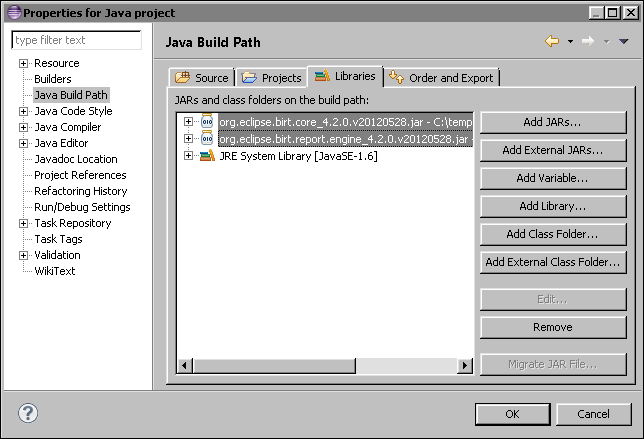 Properties for Java project
type filter text
Resource
Builders
Java Build Path
Java Code Style
Java Compiler
Java Editor
Javadoc Location
Project References
Refactoring History
Run/Debug Settings
Task Repository
Task Tags
Validation
WikiText
Java Build Path
Source Projects Libraries Order and Export
JARs and class folders on the build path:
org.eclipse.birt.core_4.2.0.v20120528.jar - C:\temp
org.eclipse.birt.report.engine_4.2.0.v20120528.jar -
JRE System Library [JavaSE-1.6]
Add JARs...
Add External JARs...
Add Variable...
Add Library...
Add Class Folder...
Add External Class Folder...
Edit...
Remove
Migrate JAR File...
?
OK Cancel